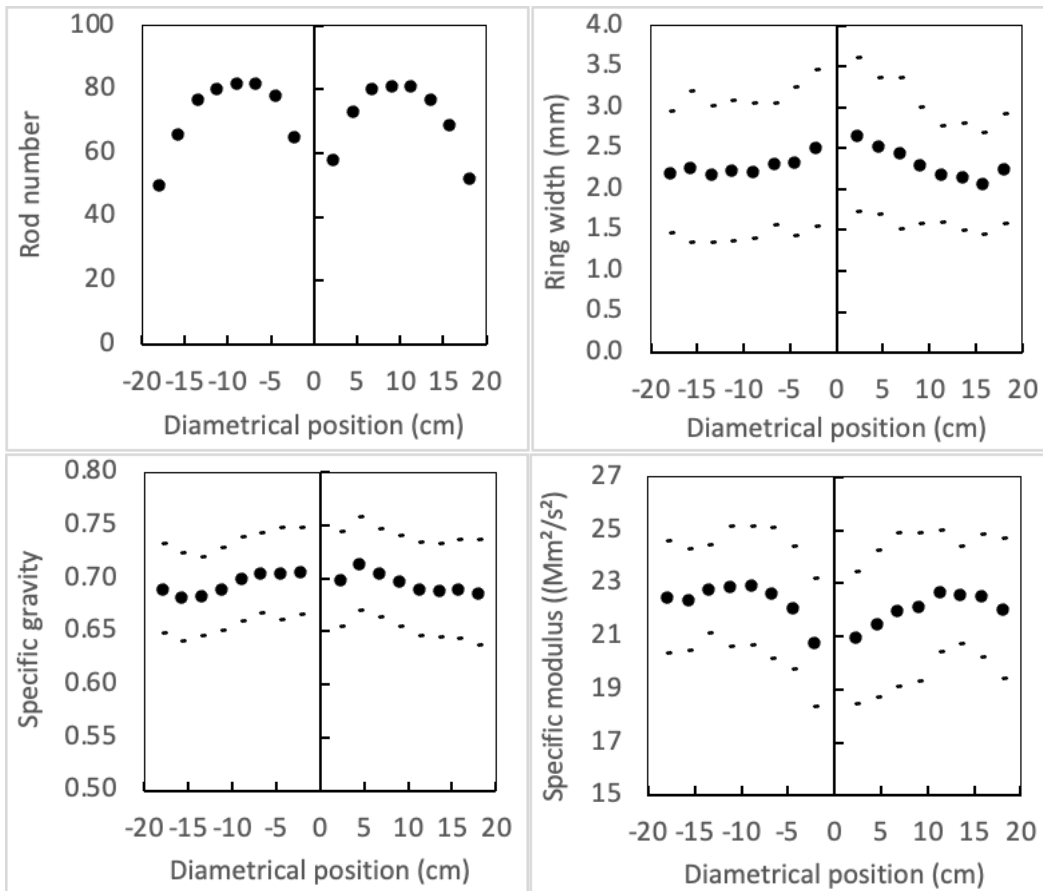 Rod number
100
80
60
40
20
0
-20 -15 -10 -5 0 5 10 15 20
Diametrical position (cm)
Ring width (mm)
4.0
3.5
3.0
2.5
2.0
1.5
1.0
0.5
0.0
-20 -15 -10 -5 0 5 10 15 20
Diametrical position (cm)
Specific gravity
0.80
0.75
0.70
0.65
0.60
0.55
0.50
-20 -15 -10 -5 0 5 10 15 20
Diametrical position (cm)
Specific modulus ((Mm²/s²)
27
25
23
21
19
17
15
-20 -15 -10 -5 0 5 10 15 20
Diametrical position (cm)